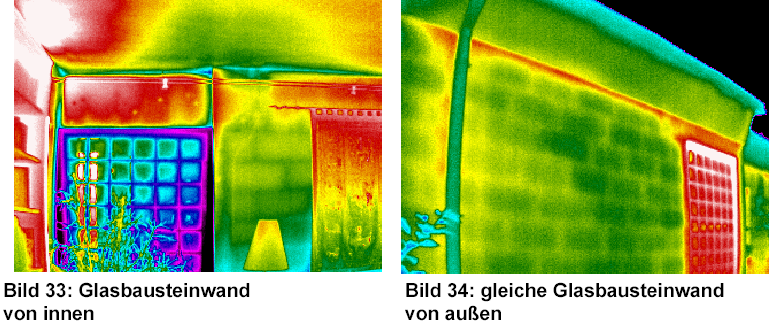 Bild 33: Glasbausteinwand
von innen
Bild 34: gleiche Glasbausteinwand
von außen